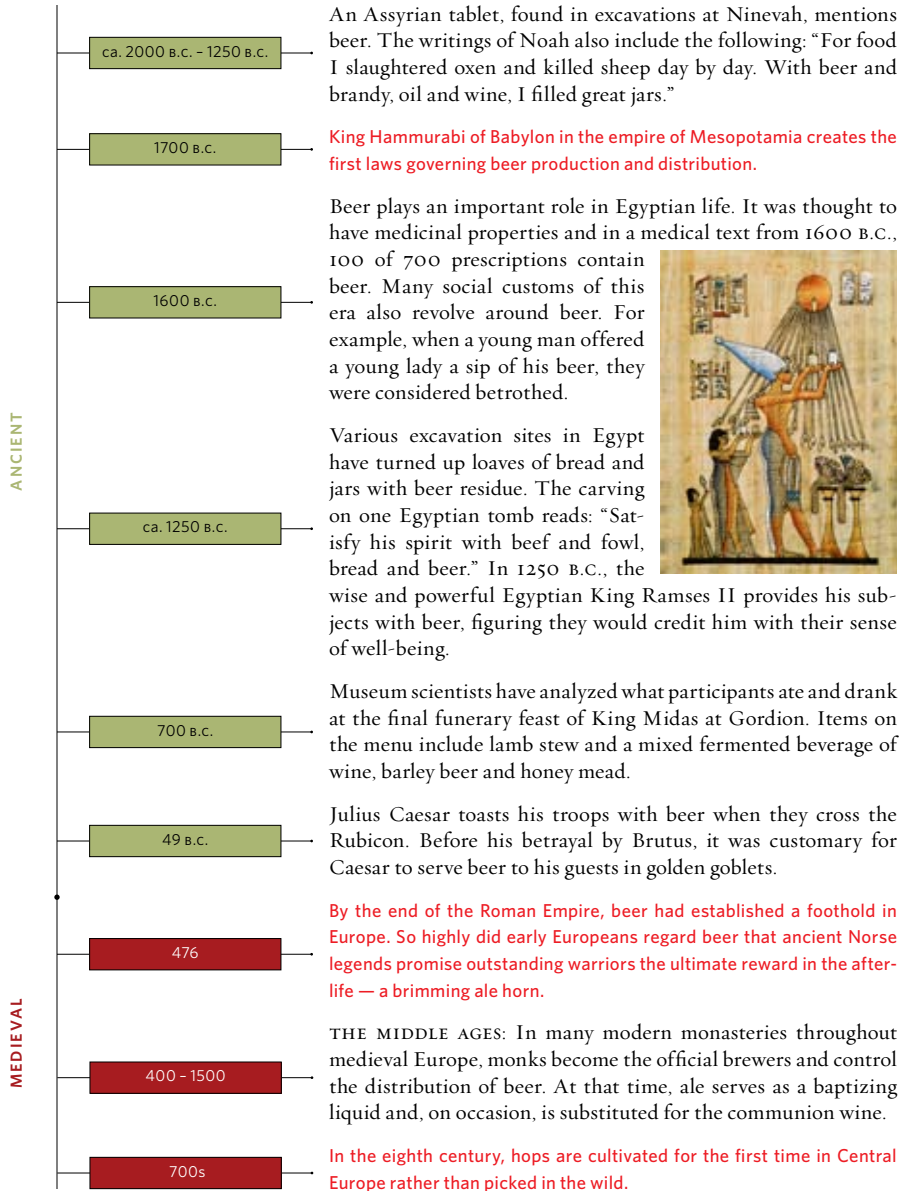 An Assyrian tablet, found in excavations at Ninevah, mentions
ca. 2000 B.C. – 1250 B.C.
beer. The writings of Noah also include the following: “For food
I slaughtered oxen and killed sheep day by day. With beer and
brandy, oil and wine, I filled great jars.”
1700 B.C.
King Hammurabi of Babylon in the empire of Mesopotamia creates the
first laws governing beer production and distribution.
Beer plays an important role in Egyptian life. It was thought to
have medicinal properties and in a medical text from 1600 B.C.,
100 of 700 prescriptions contain
beer. Many social customs of this
1600 B.C.
era also revolve around beer. For
example, when a young man offered
a young lady a sip of his beer, they
were considered betrothed.
ANCIENT
Various excavation sites in Egypt
have turned up loaves of bread and
jars with beer residue. The carving
ca. 1250 B.C.
on one Egyptian tomb reads: “Sat-
isfy his spirit with beef and fowl,
bread and beer.” In 1250 B.C., the
wise and powerful Egyptian King Ramses II provides his sub-
jects with beer, figuring they would credit him with their sense
of well-being.
Museum scientists have analyzed what participants ate and drank
700 B.C.
at the final funerary feast of King Midas at Gordion. Items on
the menu include lamb stew and a mixed fermented beverage of
wine, barley beer and honey mead.
Julius Caesar toasts his troops with beer when they cross the
49 B.C.
Rubicon. Before his betrayal by Brutus, it was customary for
Caesar to serve beer to his guests in golden goblets.
By the end of the Roman Empire, beer had established a foothold in
476
Europe. So highly did early Europeans regard beer that ancient Norse
legends promise outstanding warriors the ultimate reward in the after-
life — a brimming ale horn.
MEDIEVAL
THE MIDDLE AGES: In many modern monasteries throughout
400 – 1500
medieval Europe, monks become the official brewers and control
the distribution of beer. At that time, ale serves as a baptizing
liquid and, on occasion, is substituted for the communion wine.
700s
In the eighth century, hops are cultivated for the first time in Central
Europe rather than picked in the wild.